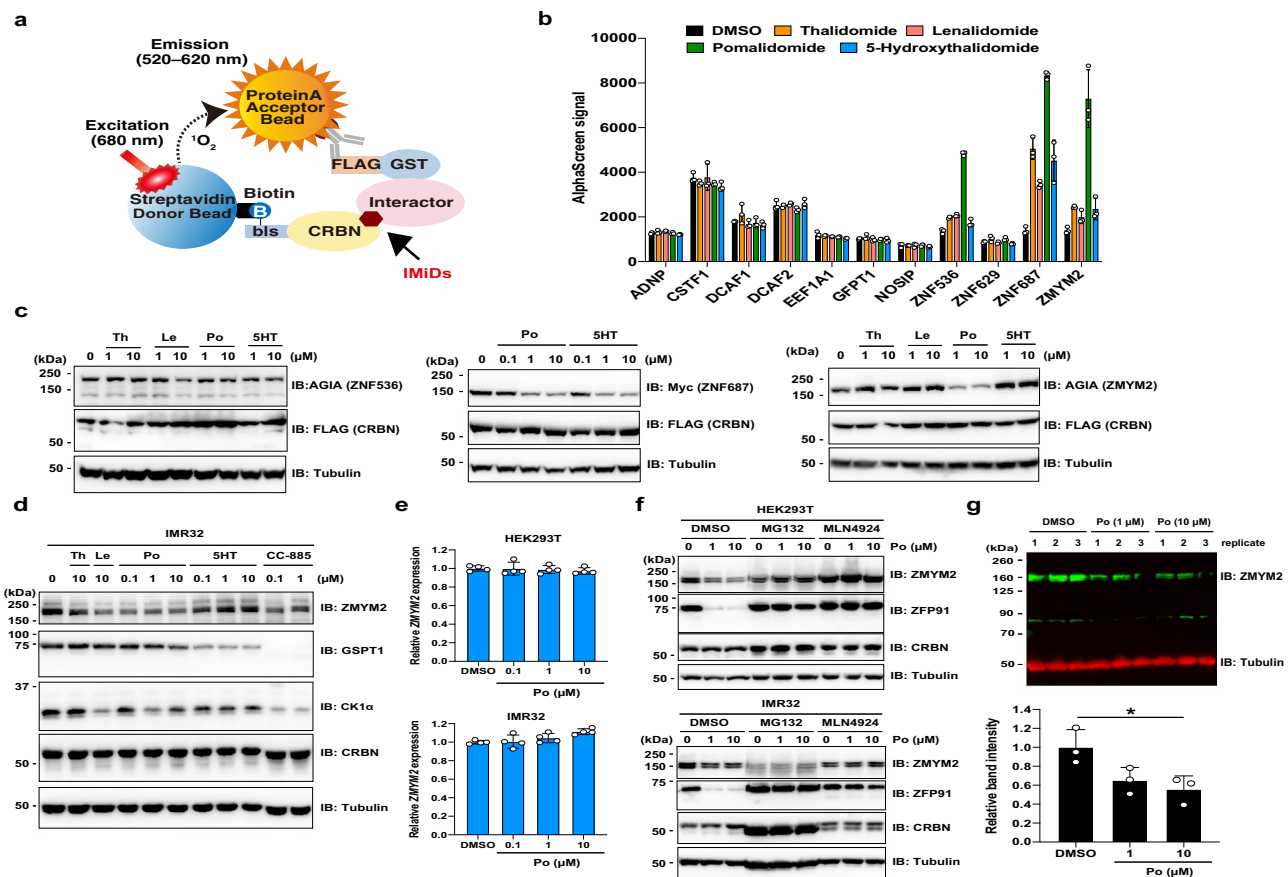 a
Emission
(520–620 nm)
ProteinA
Acceptor
Bead
Excitation
(680 nm)
¹O₂
FLAG GST
Streptavidin
Donor Bead
Biotin
B
bls
CRBN
Interactor
IMiDs
b
DMSO Thalidomide Lenalidomide
Pomalidomide 5-Hydroxythalidomide
AlphaScreen signal
10000
8000
6000
4000
2000
0
ADNP CSTF1 DCAF1 DCAF2 EEF1A1 GFPT1 NOSIP ZNF536 ZNF629 ZNF687 ZMYM2
c
Th Le Po 5HT
(kDa) 0 1 10 1 10 1 10 1 10 (µM)
250
150
IB:AGIA (ZNF536)
IB: FLAG (CRBN)
50
50
IB: Tubulin
Po 5HT
(kDa) 0 0.1 1 10 0.1 1 10 (µM)
250
150
IB: Myc (ZNF687)
IB: FLAG (CRBN)
50
50
IB: Tubulin
Th Le Po 5HT
(kDa) 0 1 10 1 10 1 10 1 10 (µM)
250
150
IB: AGIA (ZMYM2)
IB: FLAG (CRBN)
50
50
IB: Tubulin
d
IMR32
Th Le Po 5HT CC-885
(kDa) 0 10 10 0.1 1 10 0.1 1 10 0.1 1 (µM)
250
150
IB: ZMYM2
100
75
IB: GSPT1
37
IB: CK1α
IB: CRBN
50
50
IB: Tubulin
e
HEK293T
Relative ZMYM2 expression
1.2
1.0
0.8
0.6
0.4
0.2
0.0
DMSO 0.1 1 10
Po (µM)
IMR32
Relative ZMYM2 expression
1.2
1.0
0.8
0.6
0.4
0.2
0.0
DMSO 0.1 1 10
Po (µM)
f
HEK293T
DMSO MG132 MLN4924
(kDa) 0 1 10 0 1 10 0 1 10 Po (µM)
250
150
IB: ZMYM2
100
75
IB: ZFP91
IB: CRBN
50
50
IB: Tubulin
IMR32
DMSO MG132 MLN4924
(kDa) 0 1 10 0 1 10 0 1 10 Po (µM)
250
150
IB: ZMYM2
75
IB: ZFP91
IB: CRBN
50
50
IB: Tubulin
g
DMSO Po (1 µM) Po (10 µM)
1 2 3 1 2 3 1 2 3 replicate
(kDa)
260
160
125
90
70
50
IB: ZMYM2
IB: Tubulin
Relative band intensity
1.4
1.2
1.0
0.8
0.6
0.4
0.2
0
*
DMSO 1 10
Po (µM)